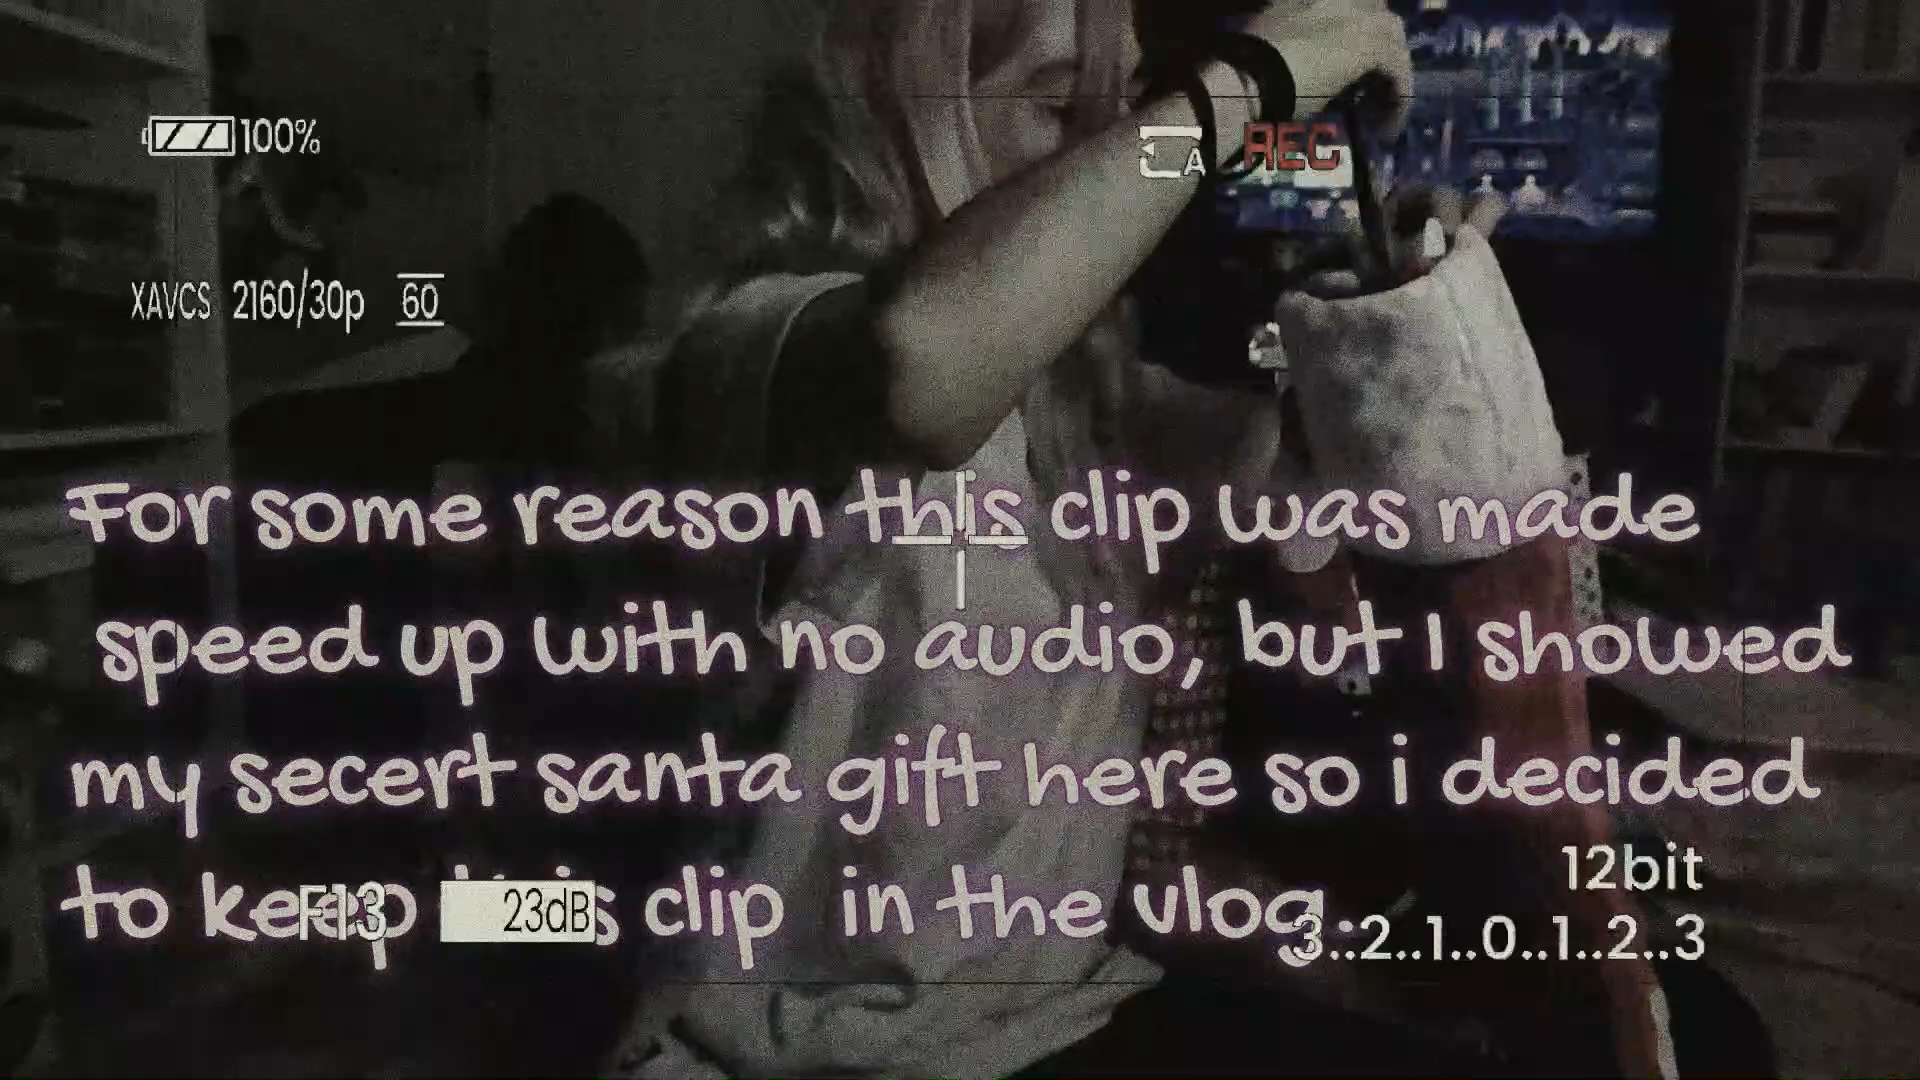 100%
A REC
XAVCS 2160/30p 60
For some reason this clip was made
speed up with no audio, but I showed
my secert santa gift here so i decided
to keep this clip in the vlog.
12bit
F13 23dB
3..2..1..0..1..2..3